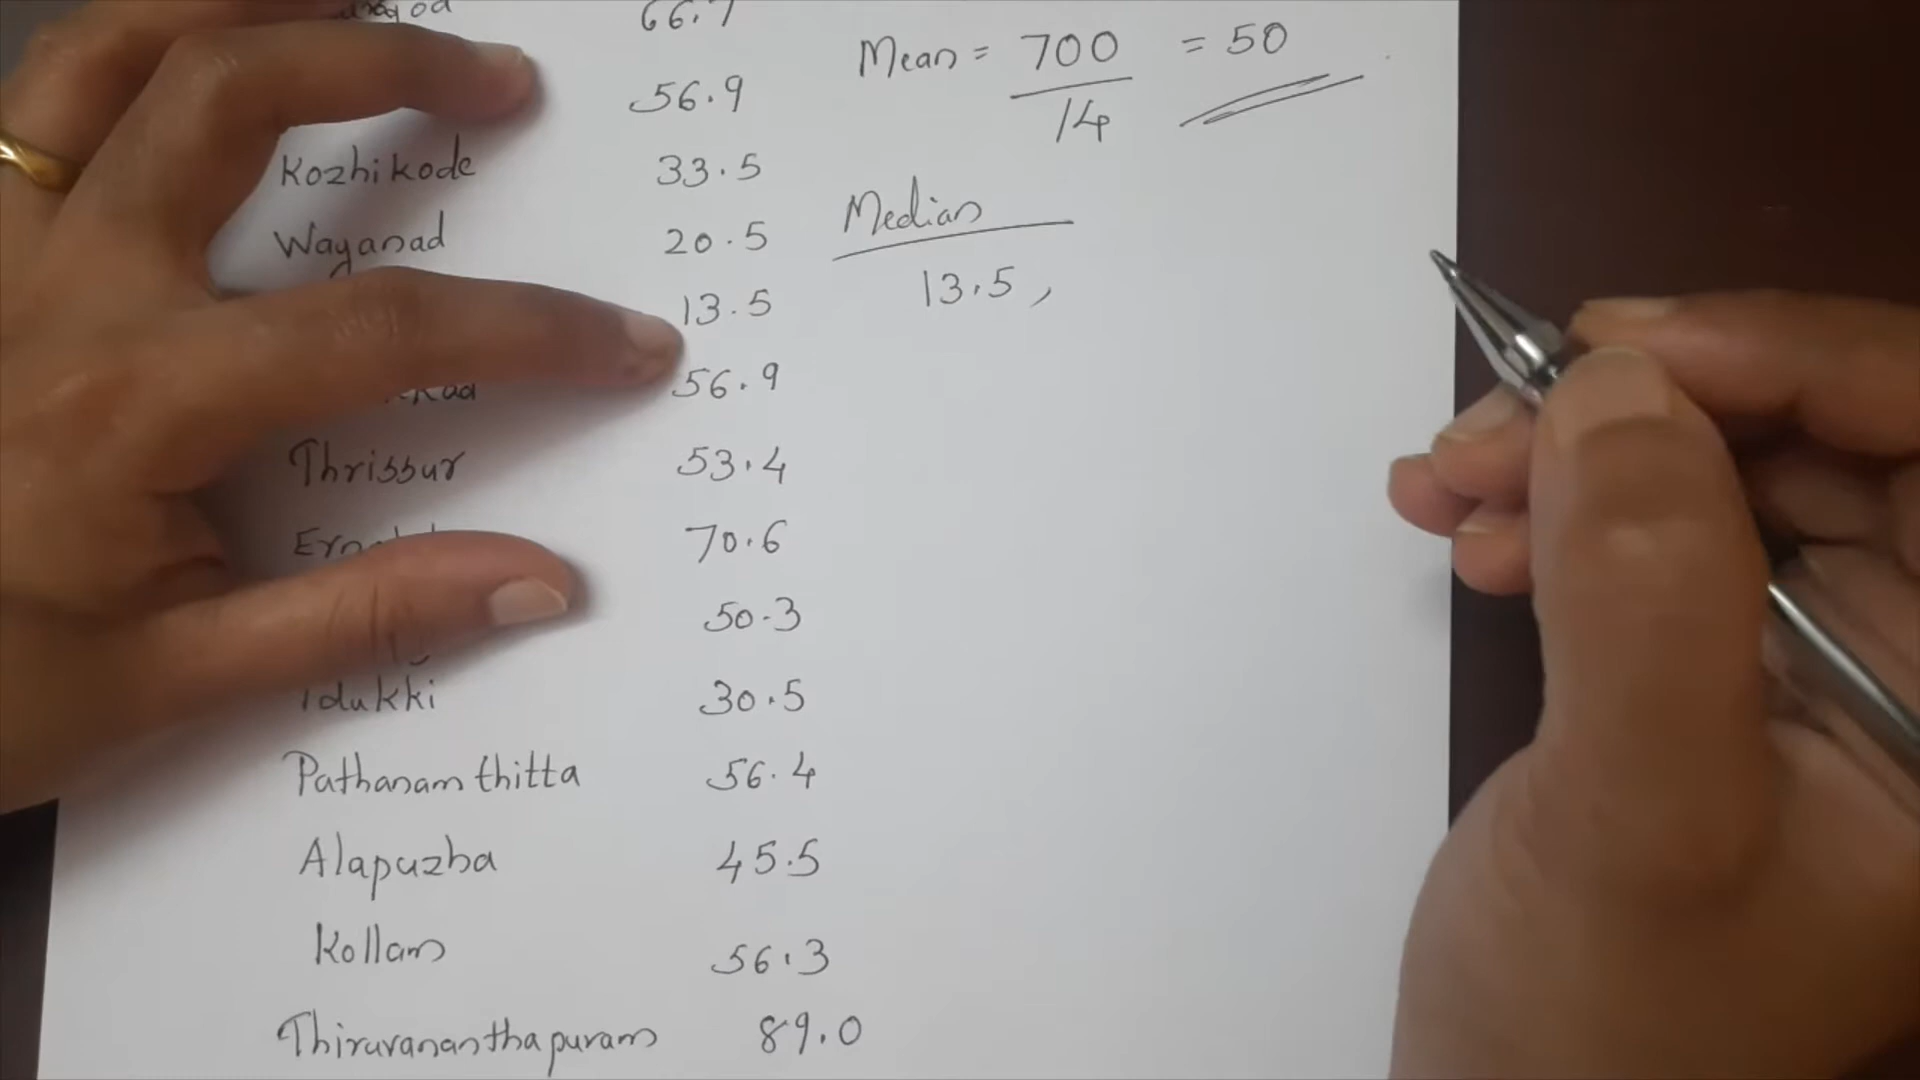 66.7
56.9
Kozhikode 33.5
Wayanad 20.5
13.5
56.9
Thrissur 53.4
70.6
50.3
Idukki 30.5
Pathanamthitta 56.4
Alapuzha 45.5
Kollam 56.3
Thiruvananthapuram 89.0
Mean = 700 / 14 = 50
Median
13.5,